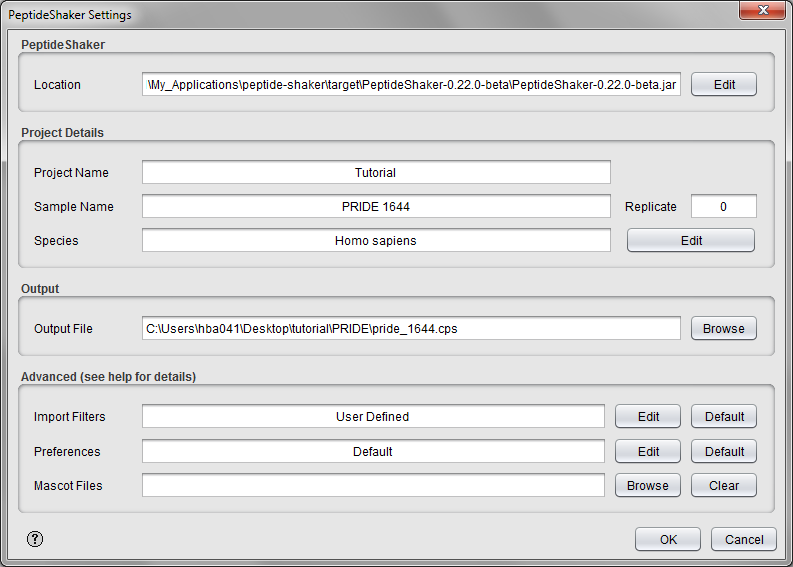 PeptideShaker Settings
PeptideShaker
Location \My_Applications\peptide-shaker\target\PeptideShaker-0.22.0-beta\PeptideShaker-0.22.0-beta.jar Edit
Project Details
Project Name Tutorial
Sample Name PRIDE 1644 Replicate 0
Species Homo sapiens Edit
Output
Output File C:\Users\hba041\Desktop\tutorial\PRIDE\pride_1644.cps Browse
Advanced (see help for details)
Import Filters User Defined Edit Default
Preferences Default Edit Default
Mascot Files Browse Clear
? OK Cancel